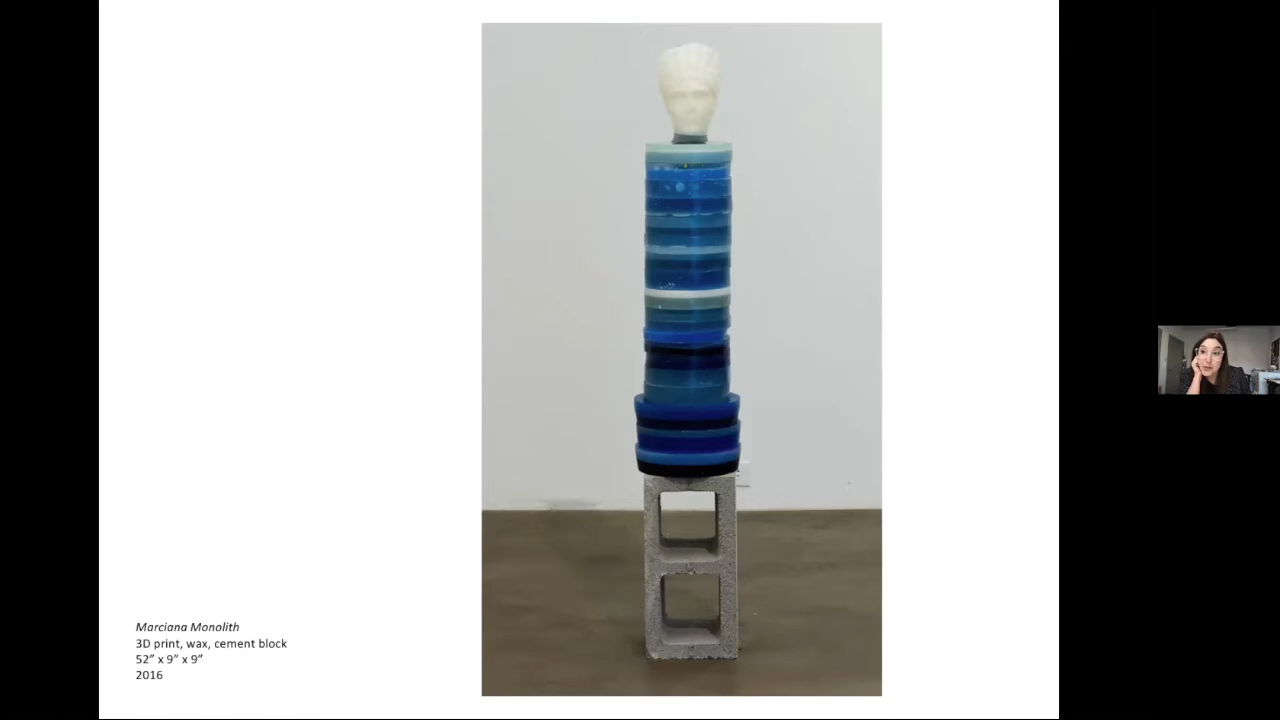 Marciana Monolith
3D print, wax, cement block
52” x 9” x 9”
2016